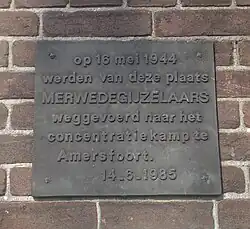 op 16 mei 1944
werden van deze plaats
MERWEDEGIJZELAARS
weggevoerd naar het
concentratiekamp te
Amersfoort.
14.6.1985